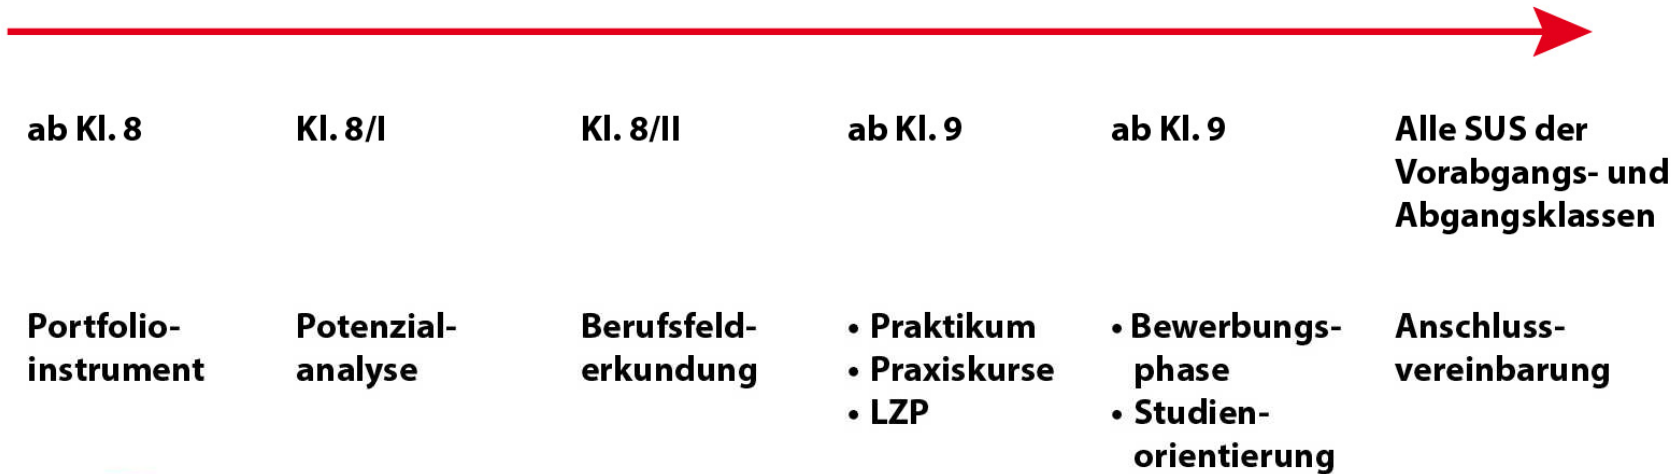 ab Kl. 8
Kl. 8/I
Kl. 8/II
ab Kl. 9
ab Kl. 9
Alle SUS der
Vorabgangs- und
Abgangsklassen
Portfolio-
instrument
Potenzial-
analyse
Berufsfeld-
erkundung
• Praktikum
• Praxiskurse
• LZP
• Bewerbungs-
phase
• Studien-
orientierung
Anschluss-
vereinbarung